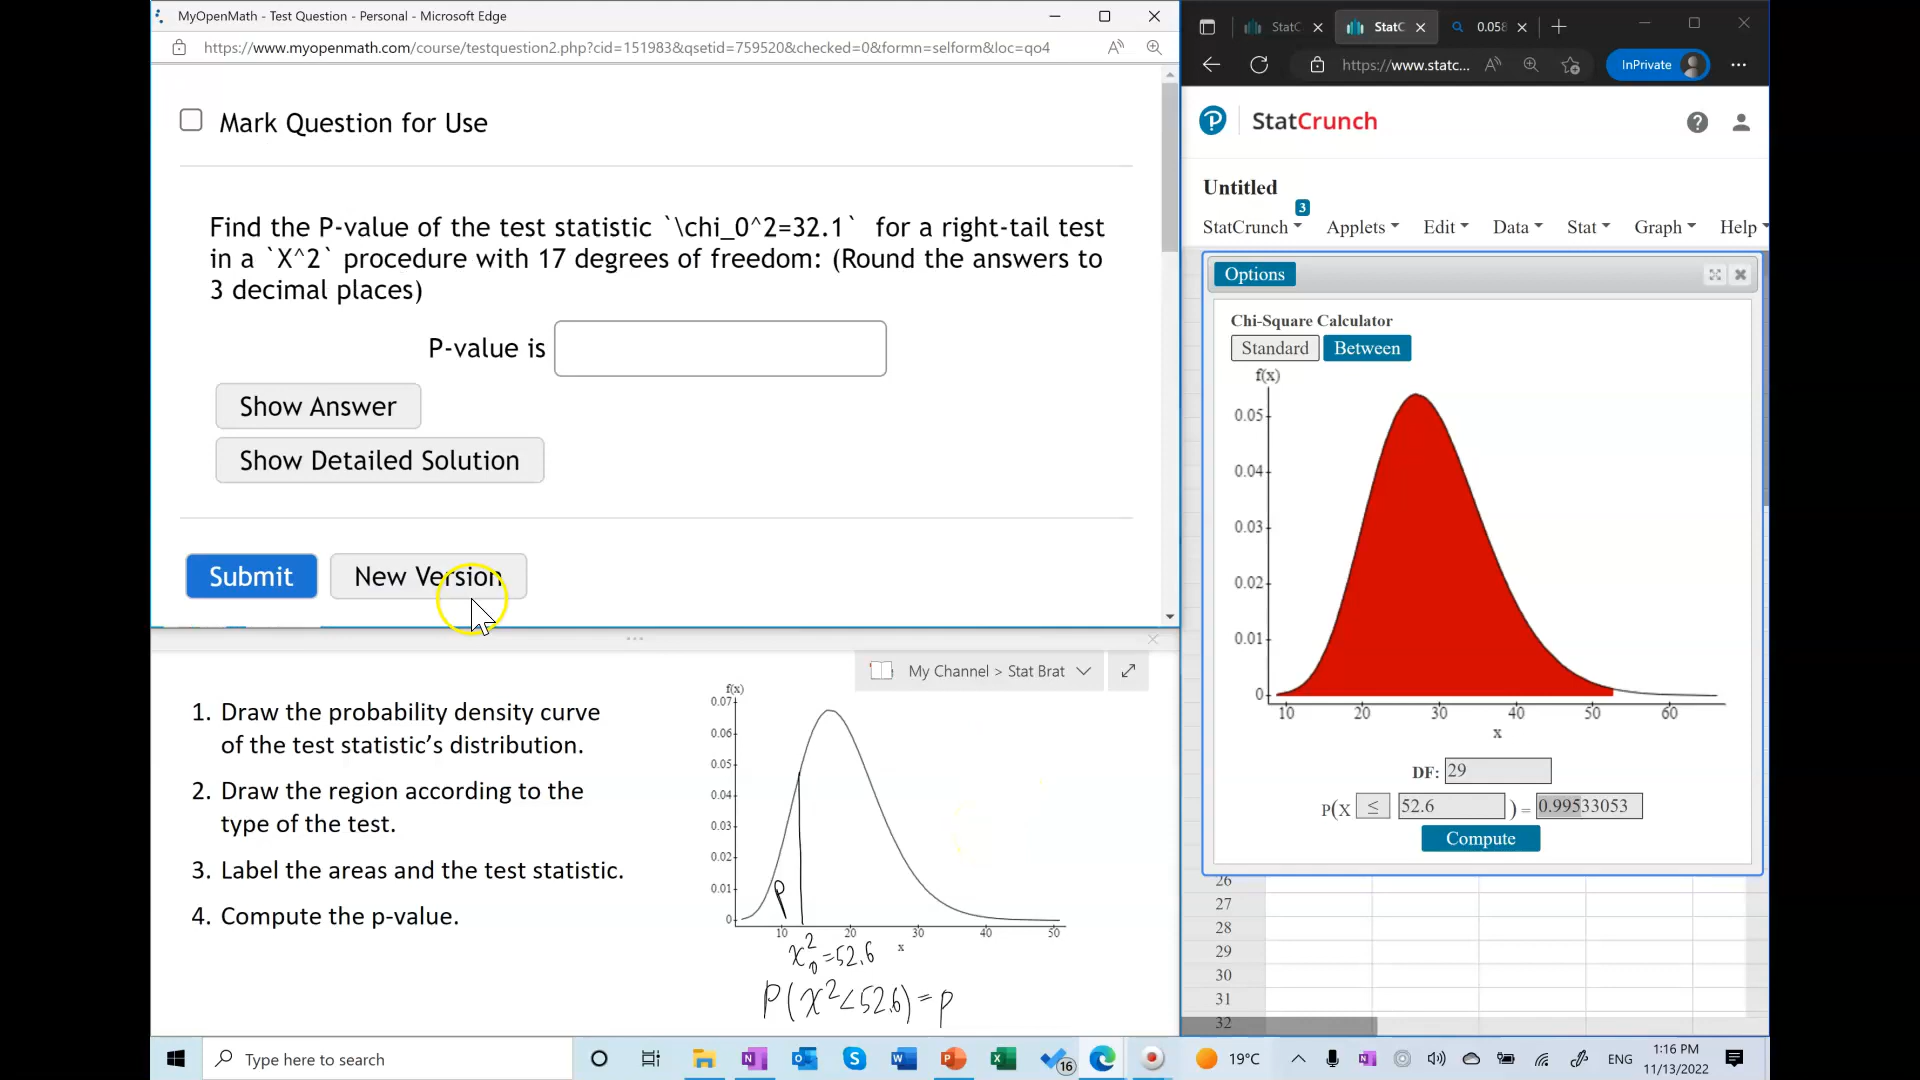 MyOpenMath - Test Question - Personal - Microsoft Edge
https://www.myopenmath.com/course/testquestion2.php?cid=151983&qsetid=759520&checked=0&formn=selform&loc=qo4
Mark Question for Use
Find the P-value of the test statistic `\chi_0^2=32.1` for a right-tail test
in a `X^2` procedure with 17 degrees of freedom: (Round the answers to
3 decimal places)
P-value is
Show Answer
Show Detailed Solution
Submit
New Version
My Channel > Stat Brat
1. Draw the probability density curve
of the test statistic's distribution.
2. Draw the region according to the
type of the test.
3. Label the areas and the test statistic.
4. Compute the p-value.
f(x)
0.07
0.06
0.05
0.04
0.03
0.02
0.01
0
10 20 30 40 50
x
P
χ₀²=52.6
P(χ²<52.6)=p
StatC
StatC
0.058
https://www.statc...
InPrivate
StatCrunch
Untitled
3
StatCrunch Applets Edit Data Stat Graph Help
Options
Chi-Square Calculator
Standard Between
f(x)
0.05
0.04
0.03
0.02
0.01
0
10 20 30 40 50 60
x
DF: 29
P(X ≤ 52.6 ) = 0.99533053
Compute
26
27
28
29
30
31
32
Type here to search
16
19°C
ENG
1:16 PM
11/13/2022